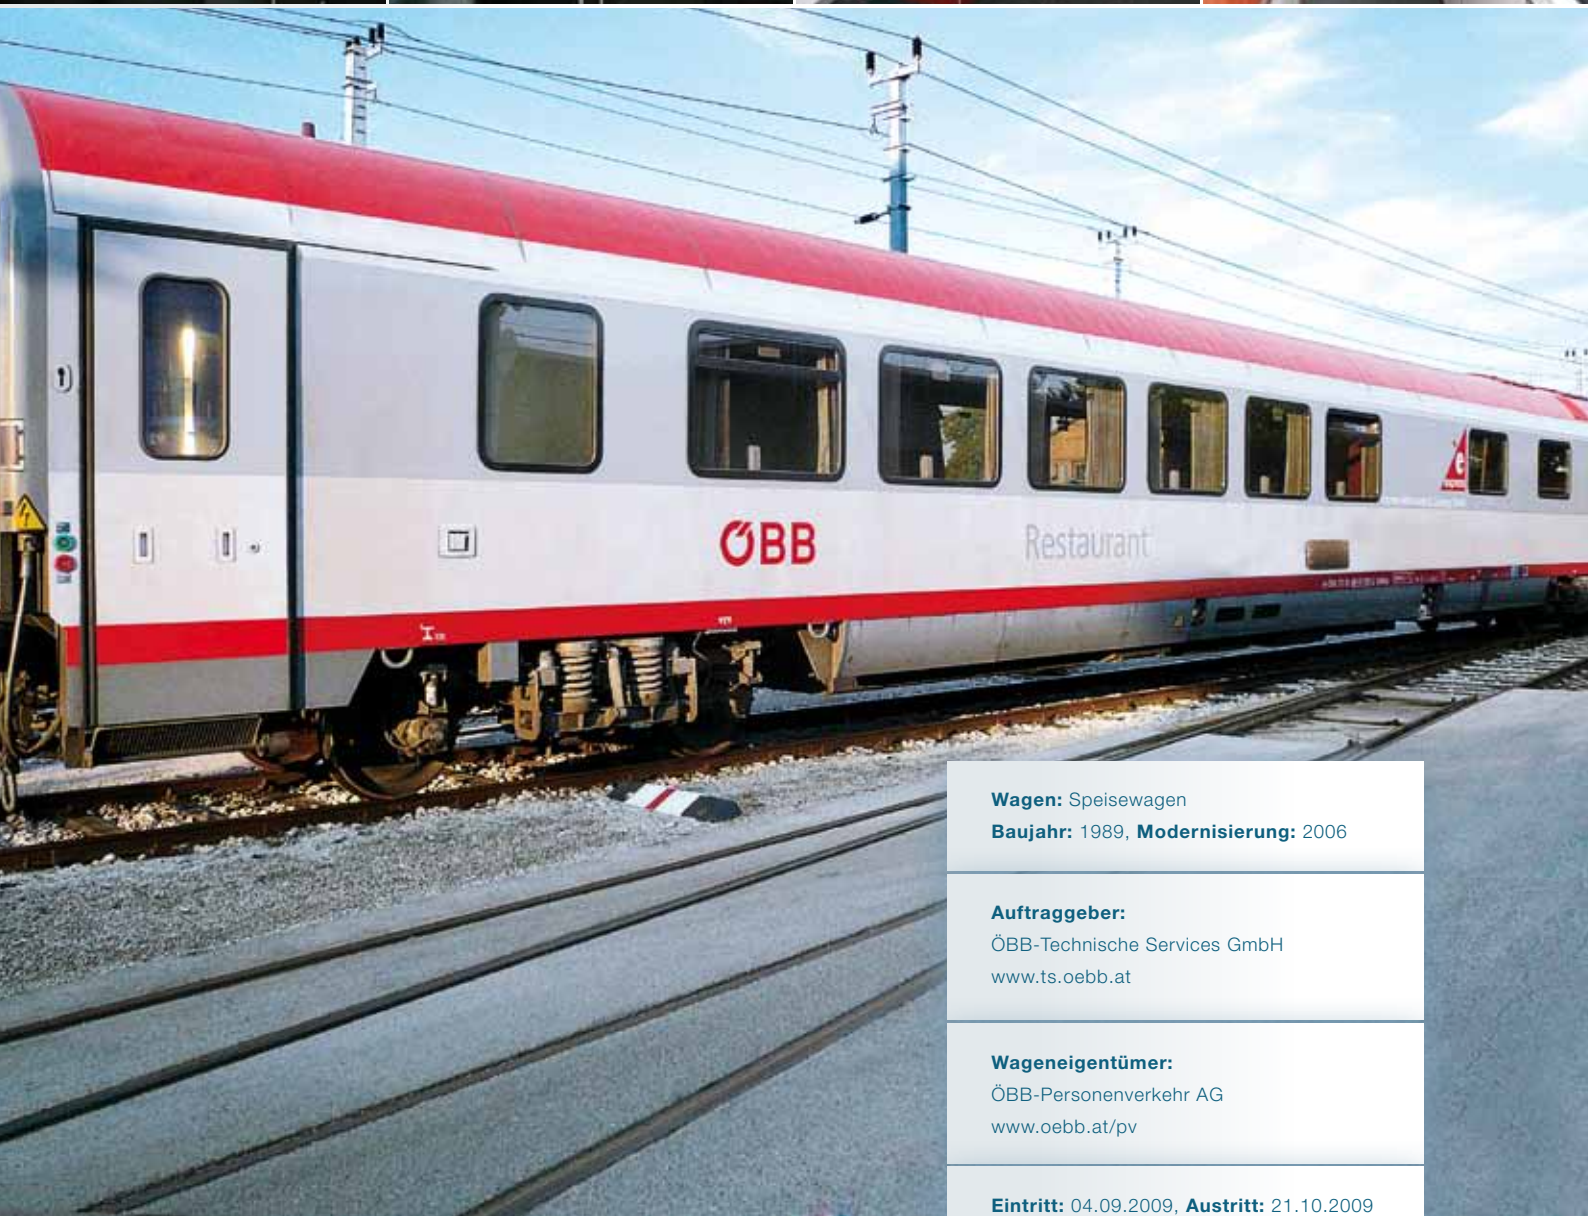 ÖBB
Restaurant
e
Wagen: Speisewagen
Baujahr: 1989, Modernisierung: 2006
Auftraggeber:
ÖBB-Technische Services GmbH
www.ts.oebb.at
Wageneigentümer:
ÖBB-Personenverkehr AG
www.oebb.at/pv
Eintritt: 04.09.2009, Austritt: 21.10.2009